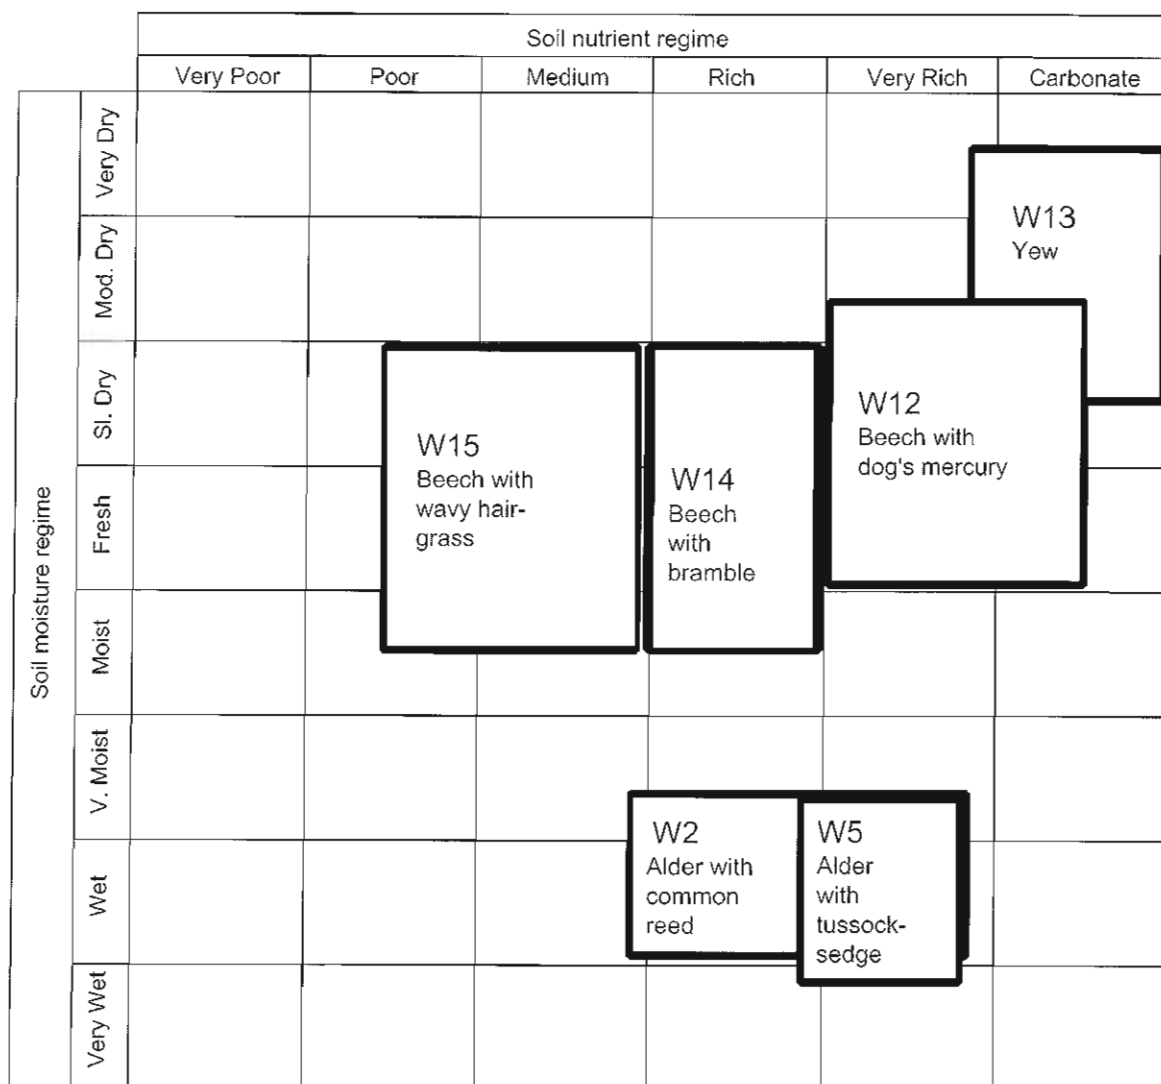 Soil nutrient regime
Very Poor
Poor
Medium
Rich
Very Rich
Carbonate
Soil moisture regime
Very Dry
Mod. Dry
Sl. Dry
Fresh
Moist
V. Moist
Wet
Very Wet
W13
Yew
W12
Beech with
dog's mercury
W15
Beech with
wavy hair-
grass
W14
Beech
with
bramble
W2
Alder with
common
reed
W5
Alder
with
tussock-
sedge